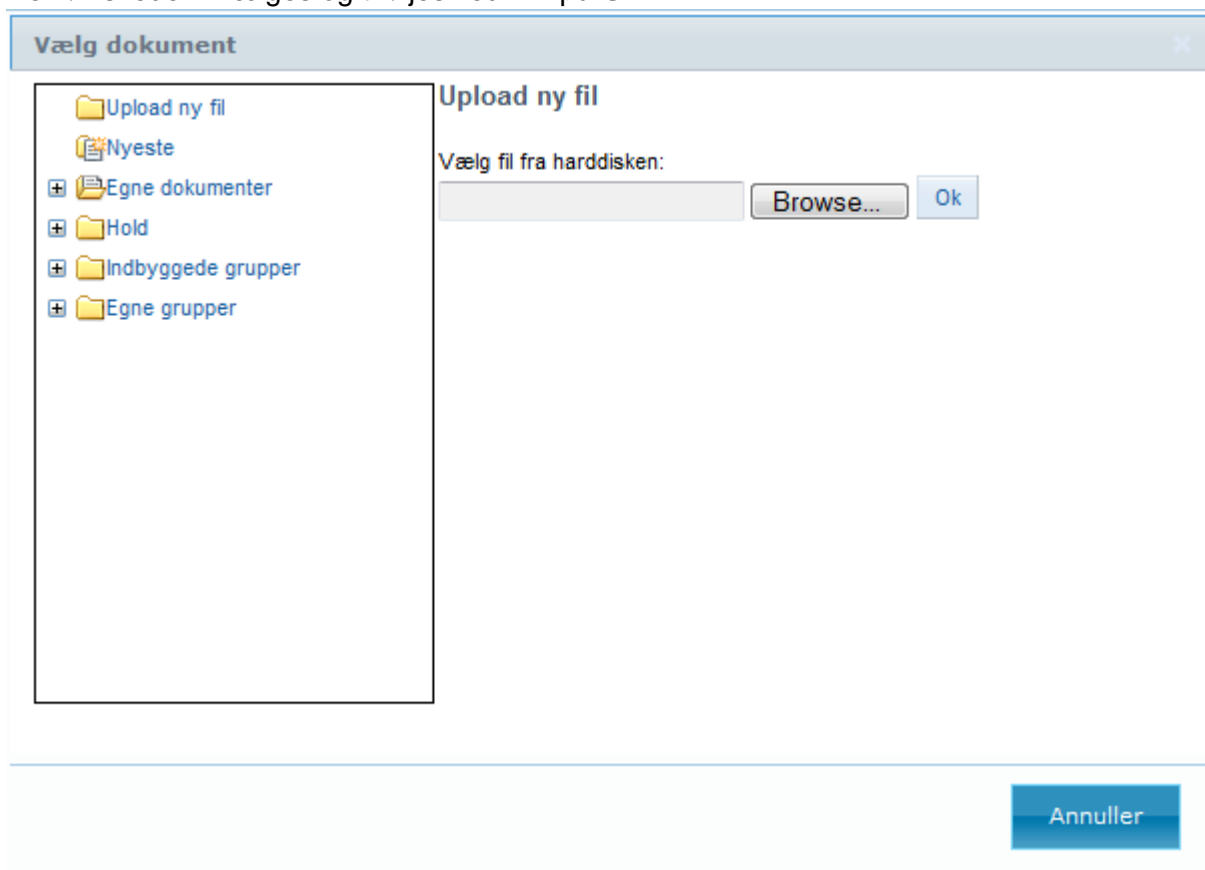 Vælg dokument
Upload ny fil
Nyeste
Egne dokumenter
Hold
Indbyggede grupper
Egne grupper
Upload ny fil
Vælg fil fra harddisken:
Browse... Ok
Annuller